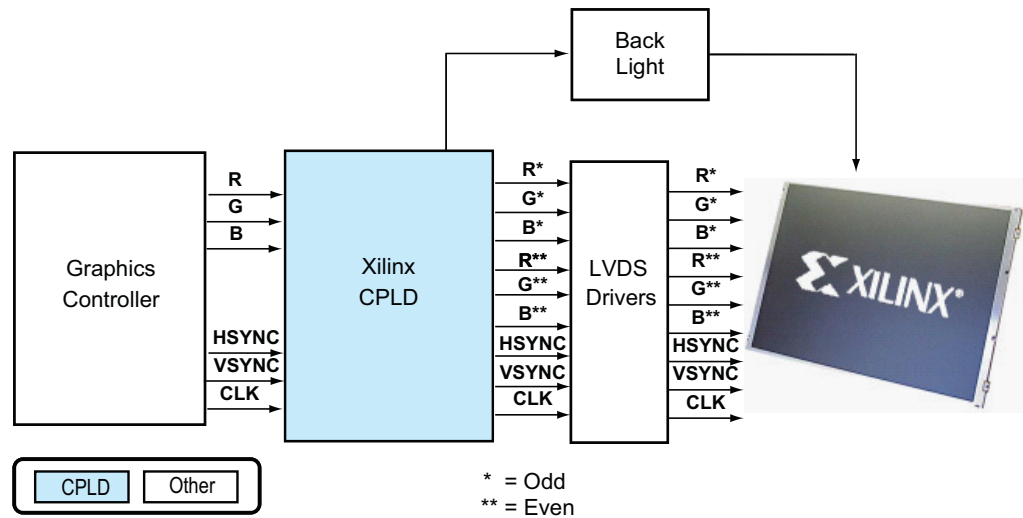 Back
Light
Graphics
Controller
R
G
B
HSYNC
VSYNC
CLK
Xilinx
CPLD
R*
G*
B*
R**
G**
B**
HSYNC
VSYNC
CLK
LVDS
Drivers
R*
G*
B*
R**
G**
B**
HSYNC
VSYNC
CLK
XILINX®
CPLD
Other
* = Odd
** = Even